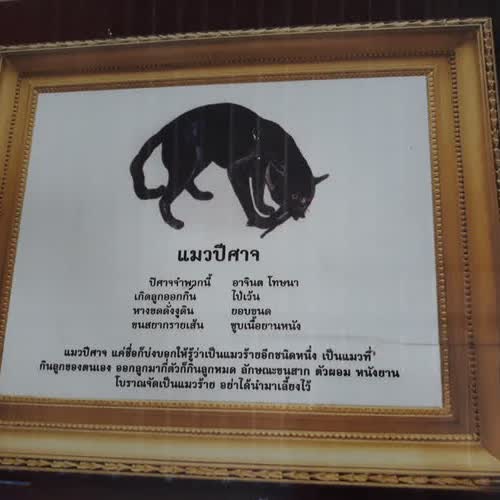 แมวปีศาจ
ปีศาจจำพวกนี้ อาจินต โทษนา
เกิดลูกออกกิน ไป่เว้น
หางขดดั่งงูดิน ยอบขนด
ขนสยากรายเส้น ซูบเนื้อยานหนัง
แมวปีศาจ แค่ชื่อก็บ่งบอกให้รู้ว่าเป็นแมวร้ายอีกชนิดหนึ่ง เป็นแมวที่
กินลูกของตนเอง ออกลูกมากี่ตัวก็กินลูกหมด ลักษณะขนสาก ตัวผอม หนังยาน
โบราณจัดเป็นแมวร้าย อย่าได้นำมาเลี้ยงไว้